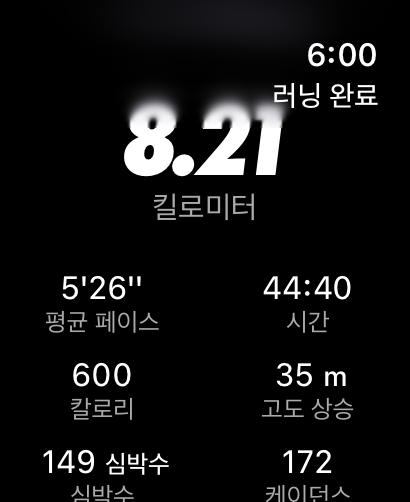 6:00
러닝 완료
8.21
킬로미터
5'26"
44:40
평균 페이스
시간
600
35 m
칼로리
고도 상승
149 심박수
172
심박수
케이던스